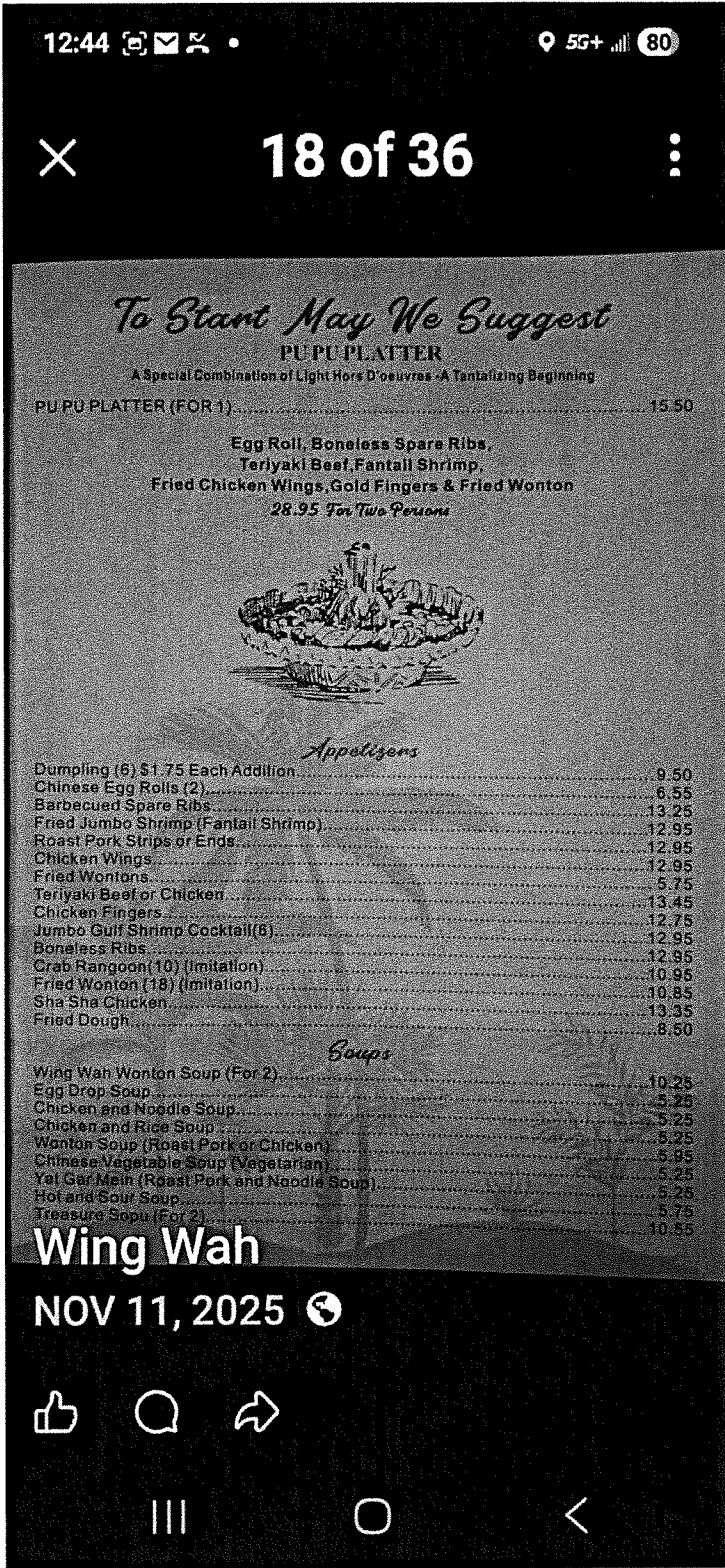 12:44
5G+ 80
18 of 36
To Start May We Suggest
PU PU PLATTER
A Special Combination of Light Hors D'oeuvres -A Tantalizing Beginning
PU PU PLATTER (FOR 1)........15.50
Egg Roll, Boneless Spare Ribs,
Teriyaki Beef,Fantail Shrimp,
Fried Chicken Wings,Gold Fingers & Fried Wonton
28.95 For Two Persons
Appetizers
Dumpling (6) $1.75 Each Addition........9.50
Chinese Egg Rolls (2)........6.55
Barbecued Spare Ribs........13.25
Fried Jumbo Shrimp (Fantail Shrimp)........12.95
Roast Pork Strips or Ends........12.95
Chicken Wings........12.95
Fried Wontons........5.75
Teriyaki Beef or Chicken........13.45
Chicken Fingers........12.75
Jumbo Gulf Shrimp Cocktail(6)........12.95
Boneless Ribs........12.95
Crab Rangoon(10) (Imitation)........10.95
Fried Wonton (18) (Imitation)........10.85
Sha Sha Chicken........13.35
Fried Dough........8.50
Soups
Wing Wah Wonton Soup (For 2)........10.25
Egg Drop Soup........5.25
Chicken and Noodle Soup........5.25
Chicken and Rice Soup........5.25
Wonton Soup (Roast Pork or Chicken)........5.95
Chinese Vegetable Soup (Vegetarian)........5.25
Yat Gar Mein (Roast Pork and Noodle Soup)........5.25
Hot and Sour Soup........5.75
Treasure Sopu (For 2)........10.55
Wing Wah
NOV 11, 2025